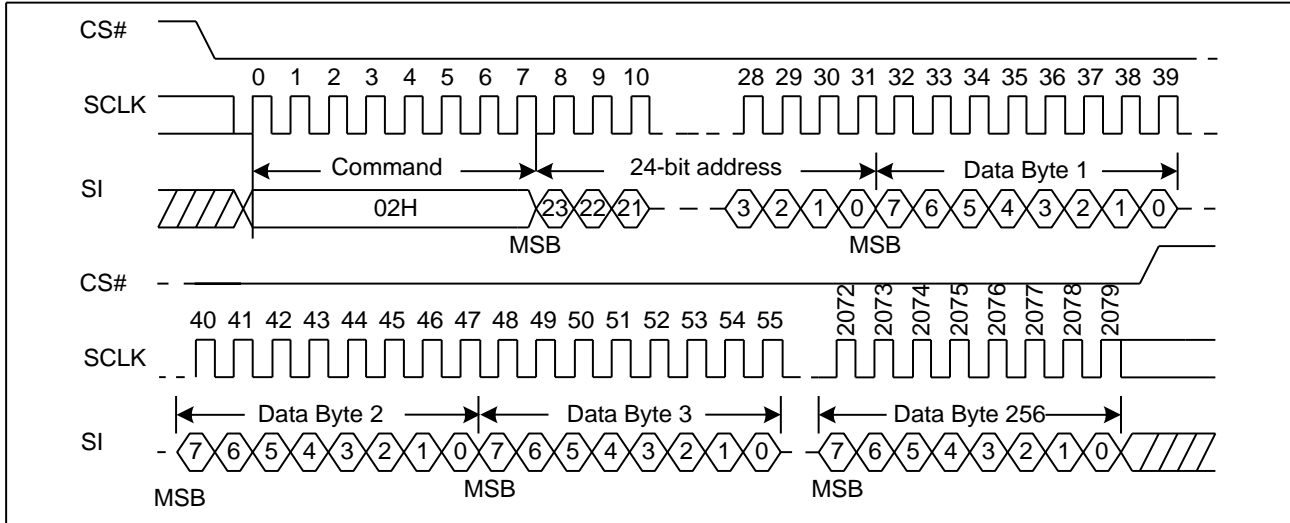 CS#
0 1 2 3 4 5 6 7 8 9 10 28 29 30 31 32 33 34 35 36 37 38 39
SCLK
Command 24-bit address Data Byte 1
SI
02H 23 22 21 3 2 1 0 7 6 5 4 3 2 1 0
MSB MSB
CS#
40 41 42 43 44 45 46 47 48 49 50 51 52 53 54 55 2072 2073 2074 2075 2076 2077 2078 2079
SCLK
Data Byte 2 Data Byte 3 Data Byte 256
SI
7 6 5 4 3 2 1 0 7 6 5 4 3 2 1 0 7 6 5 4 3 2 1 0
MSB MSB MSB